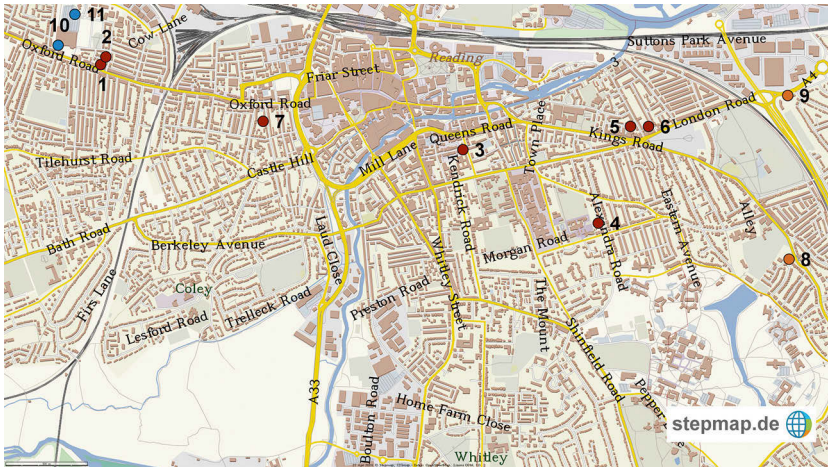 11
10
Cow Lane
2
Oxford Road
1
Friar Street
Reading
Suttons Park Avenue
3
A4
9
Oxford Road
7
Queens Road
5
6
London Road
Kings Road
Town Place
3
Mill Lane
Castle Hill
Tilehurst Road
Kendrick Road
Alexandra Road
4
Eastern Avenue
Alley
8
Bath Road
Berkeley Avenue
Laud Close
Whitley Street
Morgan Road
Firs Lane
Coley
Lesford Road
Trelleck Road
Preston Road
The Mount
Shinfield Road
A33
Boulton Road
Home Farm Close
Pepper
Whitley
stepmap.de